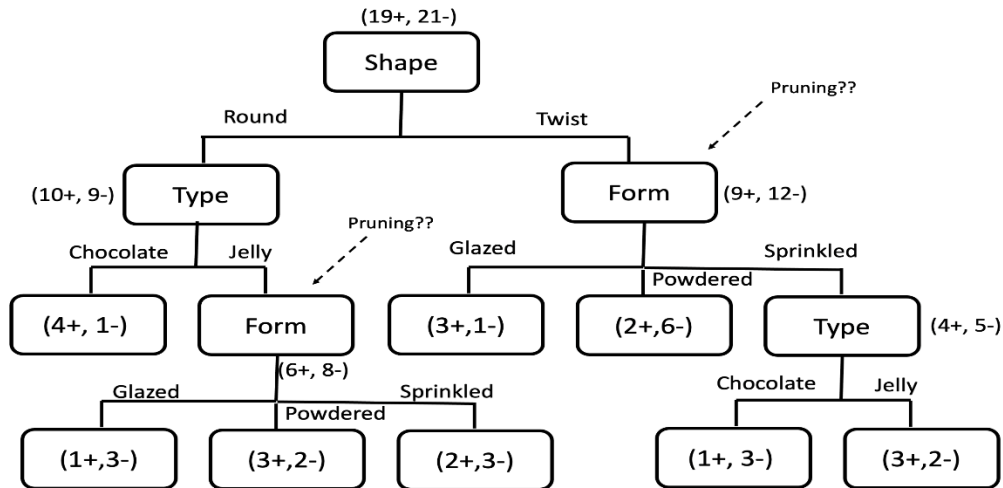 (19+, 21-)
Shape
Pruning??
Round
Twist
(10+, 9-)
Type
Form
(9+, 12-)
Pruning??
Chocolate
Jelly
Glazed
Powdered
Sprinkled
(4+, 1-)
Form
(3+,1-)
(2+,6-)
Type
(4+, 5-)
(6+, 8-)
Glazed
Powdered
Sprinkled
Chocolate
Jelly
(1+,3-)
(3+,2-)
(2+,3-)
(1+, 3-)
(3+,2-)